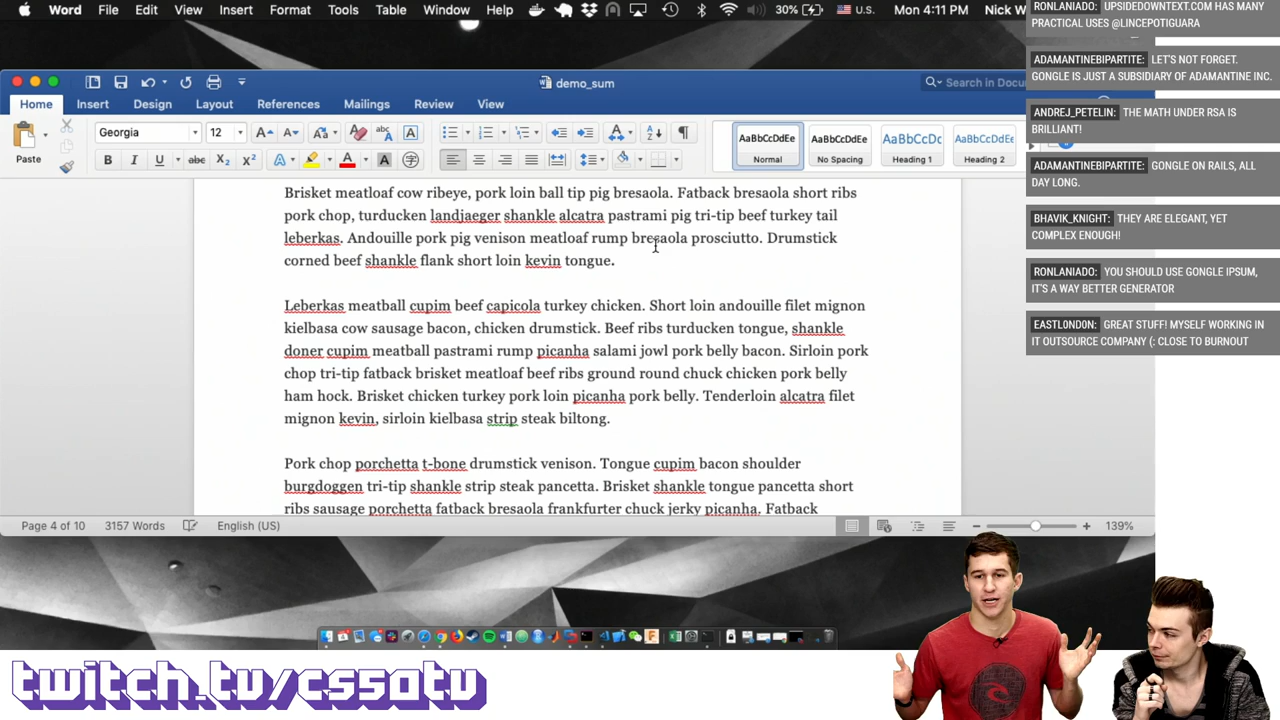 Word File Edit View Insert Format Tools Table Window Help 30% U.S. Mon 4:11 PM Nick W
demo_sum
Search in Docu
Home Insert Design Layout References Mailings Review View
Paste
Georgia 12
AaBbCcDdEe AaBbCcDdEe AaBbCcDc AaBbCcDdEe
Normal No Spacing Heading 1 Heading 2
Brisket meatloaf cow ribeye, pork loin ball tip pig bresaola. Fatback bresaola short ribs
pork chop, turducken landjaeger shankle alcatra pastrami pig tri-tip beef turkey tail
leberkas. Andouille pork pig venison meatloaf rump bresaola prosciutto. Drumstick
corned beef shankle flank short loin kevin tongue.
Leberkas meatball cupim beef capicola turkey chicken. Short loin andouille filet mignon
kielbasa cow sausage bacon, chicken drumstick. Beef ribs turducken tongue, shankle
doner cupim meatball pastrami rump picanha salami jowl pork belly bacon. Sirloin pork
chop tri-tip fatback brisket meatloaf beef ribs ground round chuck chicken pork belly
ham hock. Brisket chicken turkey pork loin picanha pork belly. Tenderloin alcatra filet
mignon kevin, sirloin kielbasa strip steak biltong.
Pork chop porchetta t-bone drumstick venison. Tongue cupim bacon shoulder
burgdoggen tri-tip shankle strip steak pancetta. Brisket shankle tongue pancetta short
ribs sausage porchetta fatback bresaola frankfurter chuck jerky picanha. Fatback
Page 4 of 10 3157 Words English (US) 139%
RONLANIADO: UPSIDEDOWNTEXT.COM HAS MANY
PRACTICAL USES @LINCEPOTIGUARA
ADAMANTINEBIPARTITE: LET'S NOT FORGET.
GONGLE IS JUST A SUBSIDIARY OF ADAMANTINE INC.
ANDREJ_PETELIN: THE MATH UNDER RSA IS
BRILLIANT!
ADAMANTINEBIPARTITE: GONGLE ON RAILS, ALL
DAY LONG.
BHAVIK_KNIGHT: THEY ARE ELEGANT, YET
COMPLEX ENOUGH!
RONLANIADO: YOU SHOULD USE GONGLE IPSUM,
IT'S A WAY BETTER GENERATOR
EASTL0ND0N: GREAT STUFF! MYSELF WORKING IN
IT OUTSOURCE COMPANY (: CLOSE TO BURNOUT
twitch.tv/cs50tv